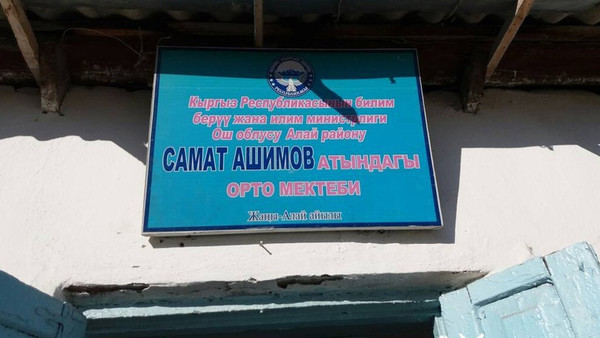 Кыргыз Республикасынын билим
берүү жана илим министрлиги
Ош облусу Алай району
САМАТ АШИМОВ АТЫНДАГЫ
ОРТО МЕКТЕБИ
Жаңы-Алай айылы